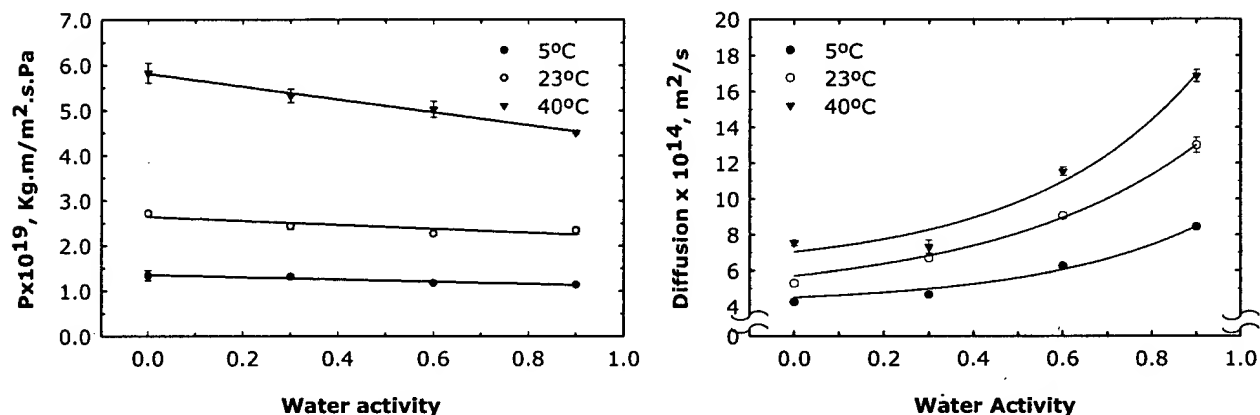 Px10¹⁹, Kg.m/m².s.Pa
7.0
6.0
5.0
4.0
3.0
2.0
1.0
0.0
5ºC
23ºC
40ºC
0.0 0.2 0.4 0.6 0.8 1.0
Water activity
Diffusion x 10¹⁴, m²/s
20
18
16
14
12
10
8
6
4
0
5ºC
23ºC
40ºC
0.0 0.2 0.4 0.6 0.8 1.0
Water Activity